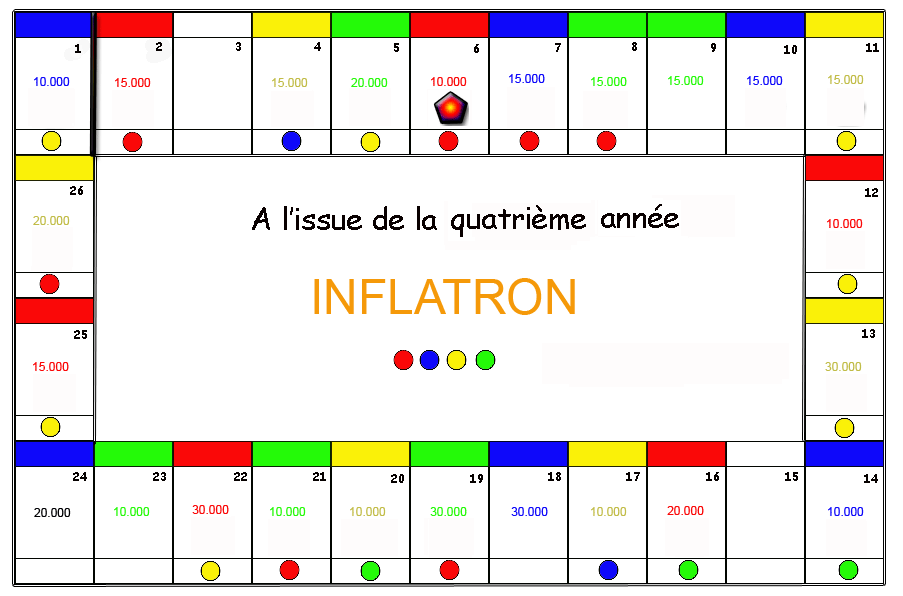 1 2 3 4 5 6 7 8 9 10 11
10.000 15.000 15.000 20.000 10.000 15.000 15.000 15.000 15.000 15.000
26 12
20.000 10.000
A l'issue de la quatrième année
INFLATRON
25 13
15.000 30.000
24 23 22 21 20 19 18 17 16 15 14
20.000 10.000 30.000 10.000 10.000 30.000 30.000 10.000 20.000 10.000